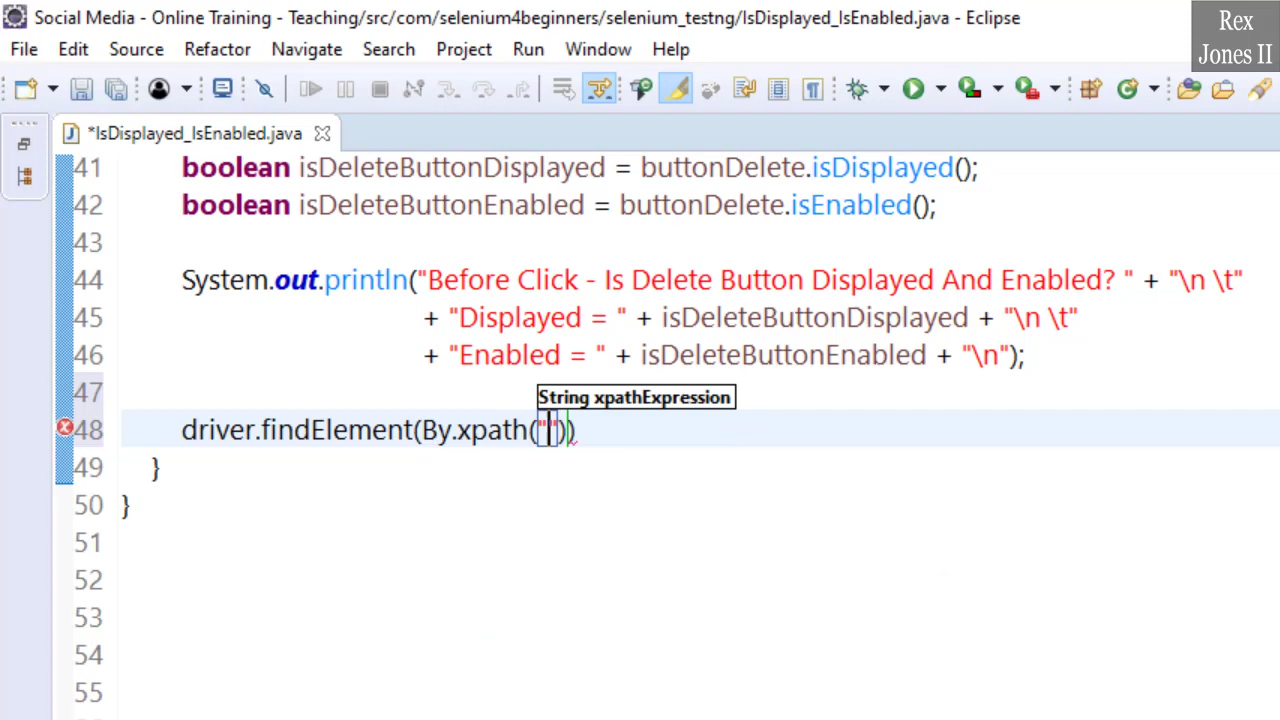 Social Media - Online Training - Teaching/src/com/selenium4beginners/selenium_testng/IsDisplayed_IsEnabled.java - Eclipse
Rex
Jones II
File Edit Source Refactor Navigate Search Run Project Window Help
*IsDisplayed_IsEnabled.java
41 boolean isDeleteButtonDisplayed = buttonDelete.isDisplayed();
42 boolean isDeleteButtonEnabled = buttonDelete.isEnabled();
43
44 System.out.println("Before Click - Is Delete Button Displayed And Enabled? " + "\n \t"
45 + "Displayed = " + isDeleteButtonDisplayed + "\n \t"
46 + "Enabled = " + isDeleteButtonEnabled + "\n");
47
String xpathExpression
48 driver.findElement(By.xpath(""))
49 }
50 }
51
52
53
54
55